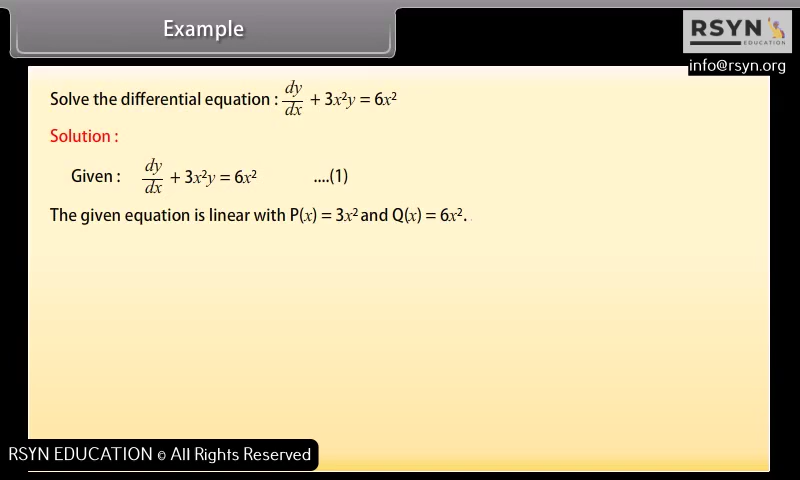 Example
RSYN
EDUCATION
info@rsyn.org
Solve the differential equation : dy/dx + 3x²y = 6x²
Solution :
Given : dy/dx + 3x²y = 6x² ....(1)
The given equation is linear with P(x) = 3x² and Q(x) = 6x².
RSYN EDUCATION © All Rights Reserved